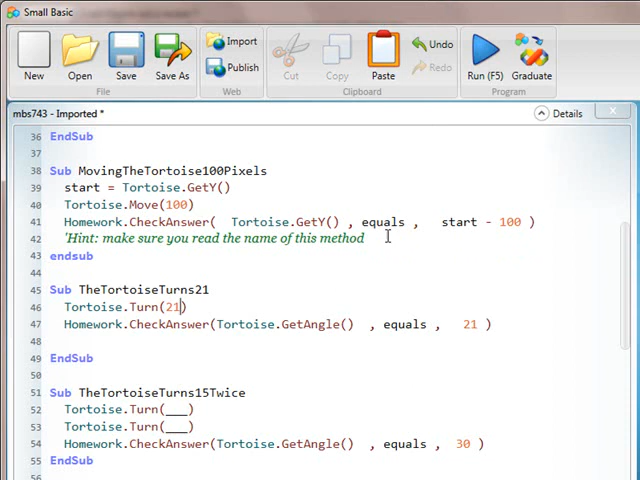 Small Basic
New
Open
Save
Save As
Import
Publish
Cut
Copy
Paste
Undo
Redo
Run (F5)
Graduate
File
Web
Clipboard
Program
mbs743 - Imported *
Details
36 EndSub
37
38 Sub MovingTheTortoise100Pixels
39 start = Tortoise.GetY()
40 Tortoise.Move(100)
41 Homework.CheckAnswer( Tortoise.GetY() , equals , start - 100 )
42 'Hint: make sure you read the name of this method
43 endsub
44
45 Sub TheTortoiseTurns21
46 Tortoise.Turn(21)
47 Homework.CheckAnswer(Tortoise.GetAngle() , equals , 21 )
48
49 EndSub
50
51 Sub TheTortoiseTurns15Twice
52 Tortoise.Turn(___)
53 Tortoise.Turn(___)
54 Homework.CheckAnswer(Tortoise.GetAngle() , equals , 30 )
55 EndSub
56